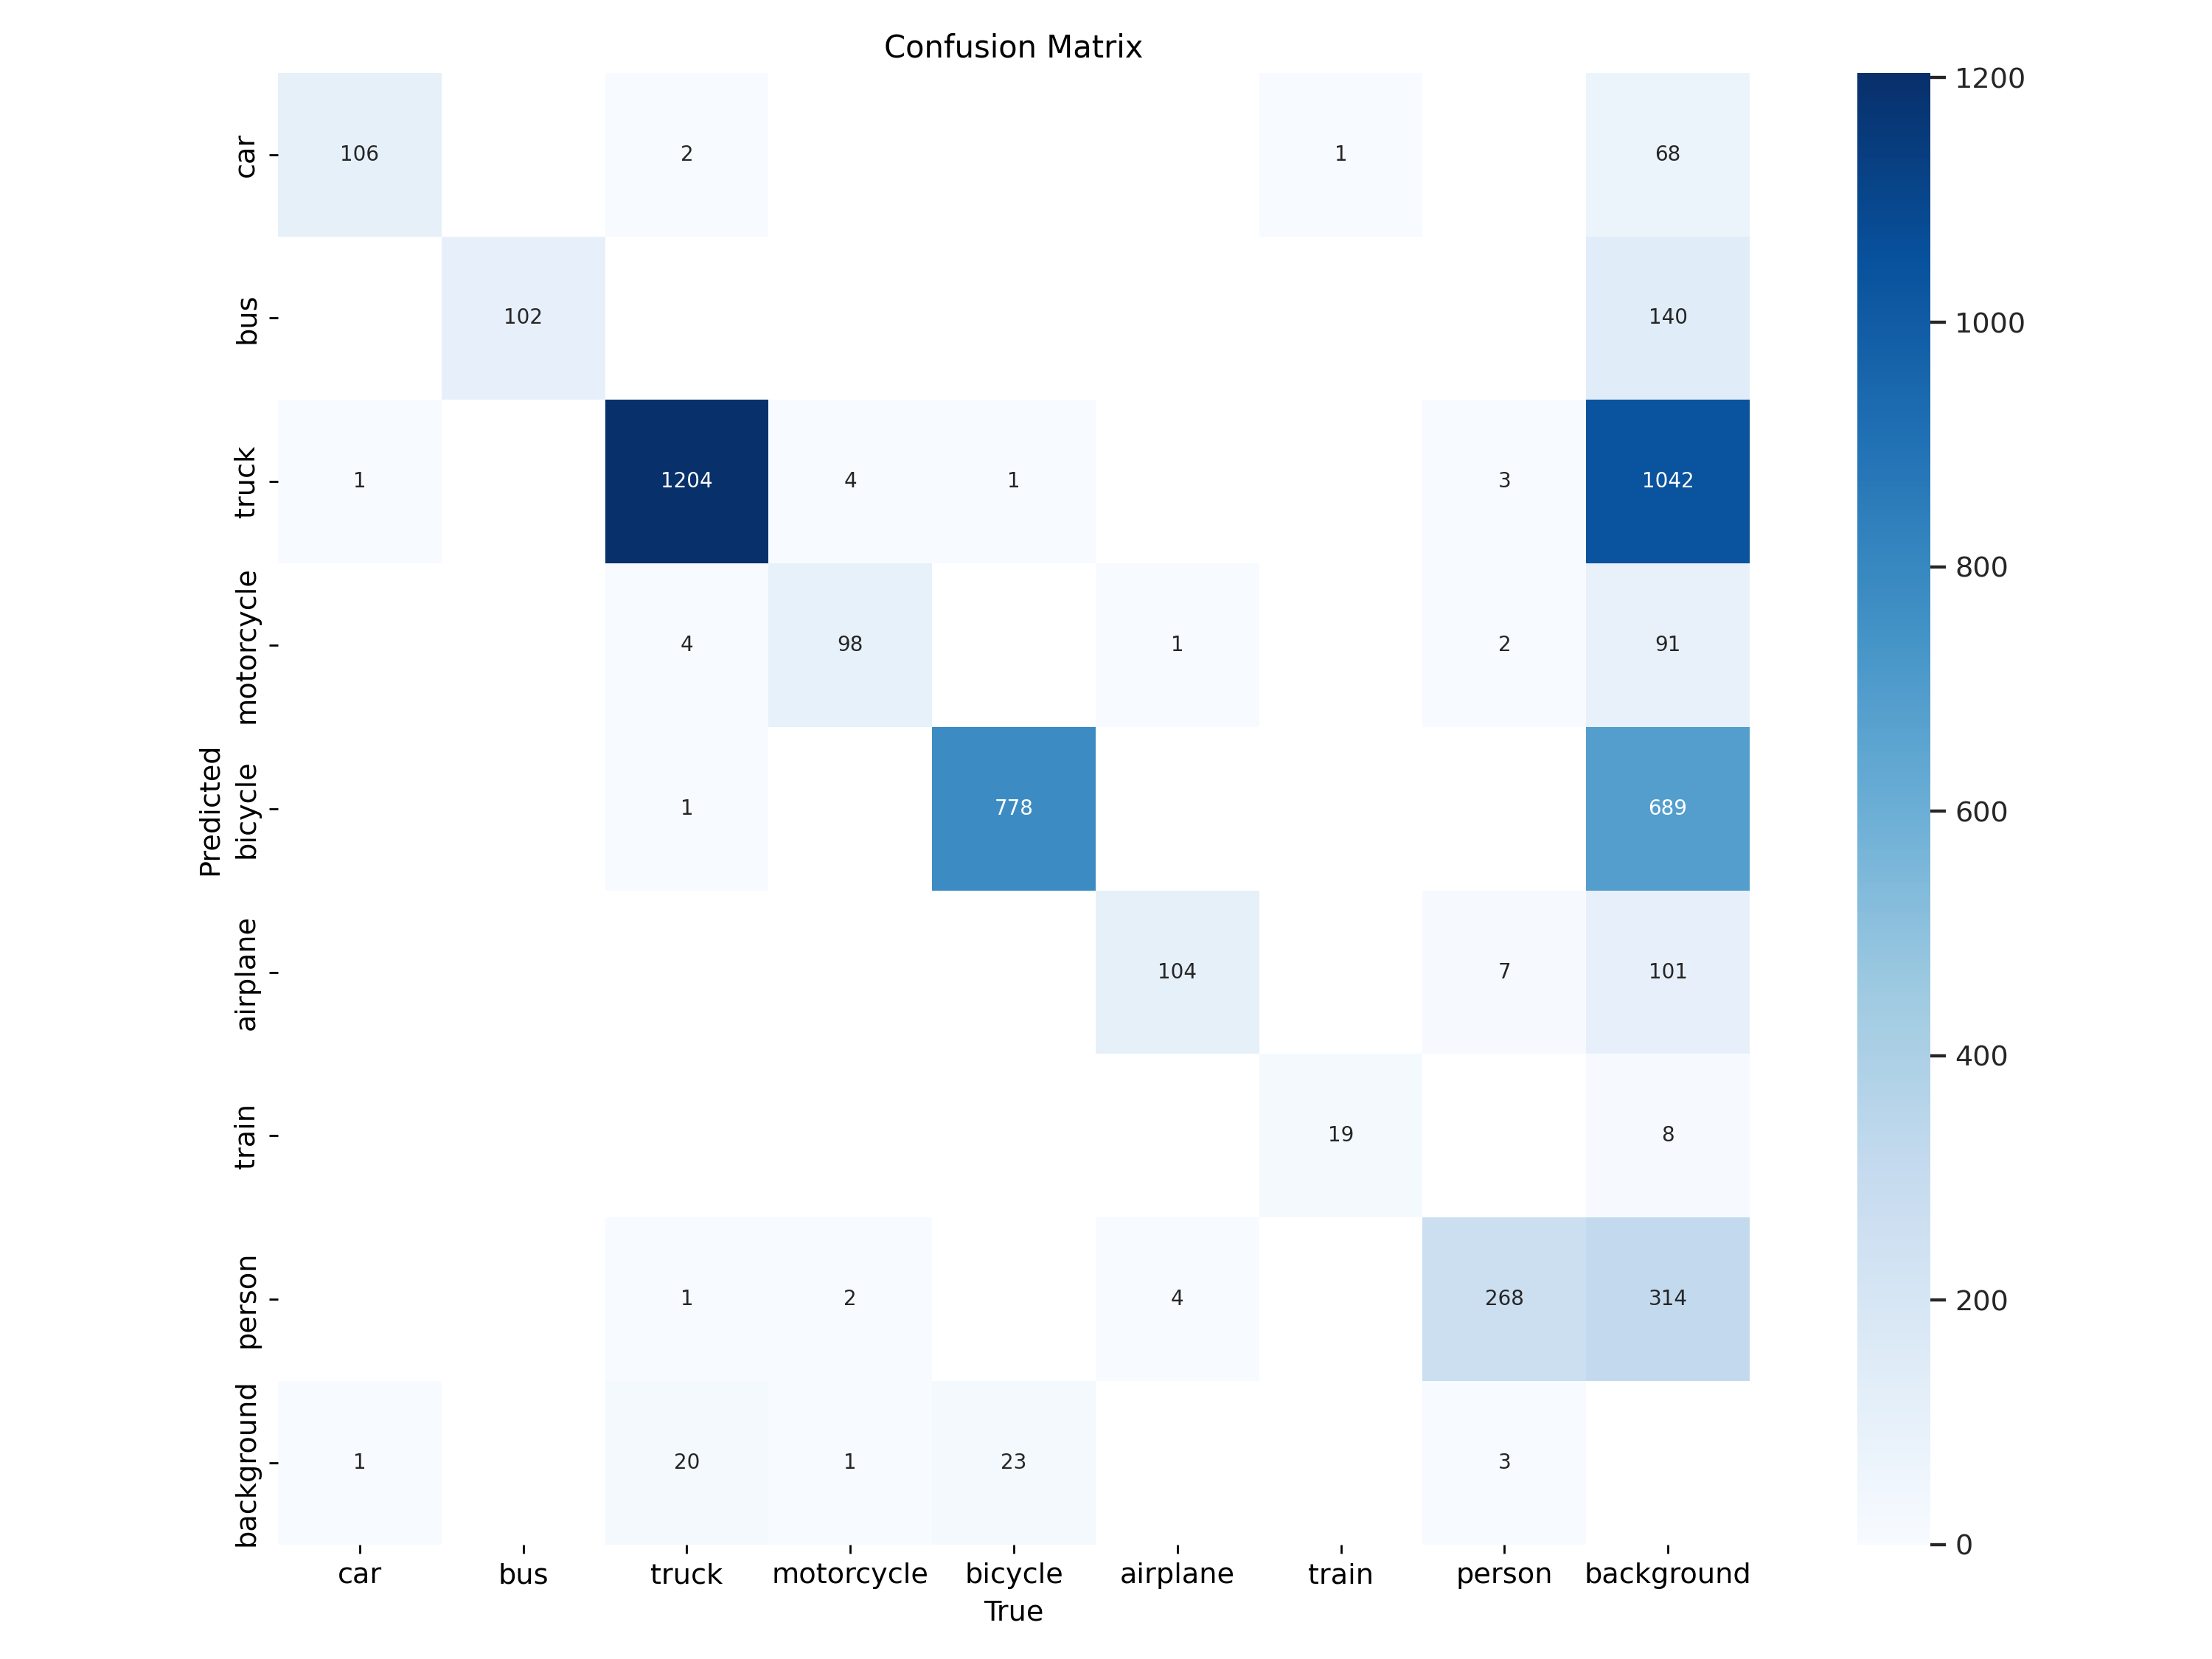 Confusion Matrix
car 106 2 1 68
bus 102 140
truck 1 1204 4 1 3 1042
motorcycle 4 98 1 2 91
bicycle 1 778 689
airplane 104 7 101
train 19 8
person 1 2 4 268 314
background 1 20 1 23 3
car bus truck motorcycle bicycle airplane train person background
True
Predicted
1200
1000
800
600
400
200
0